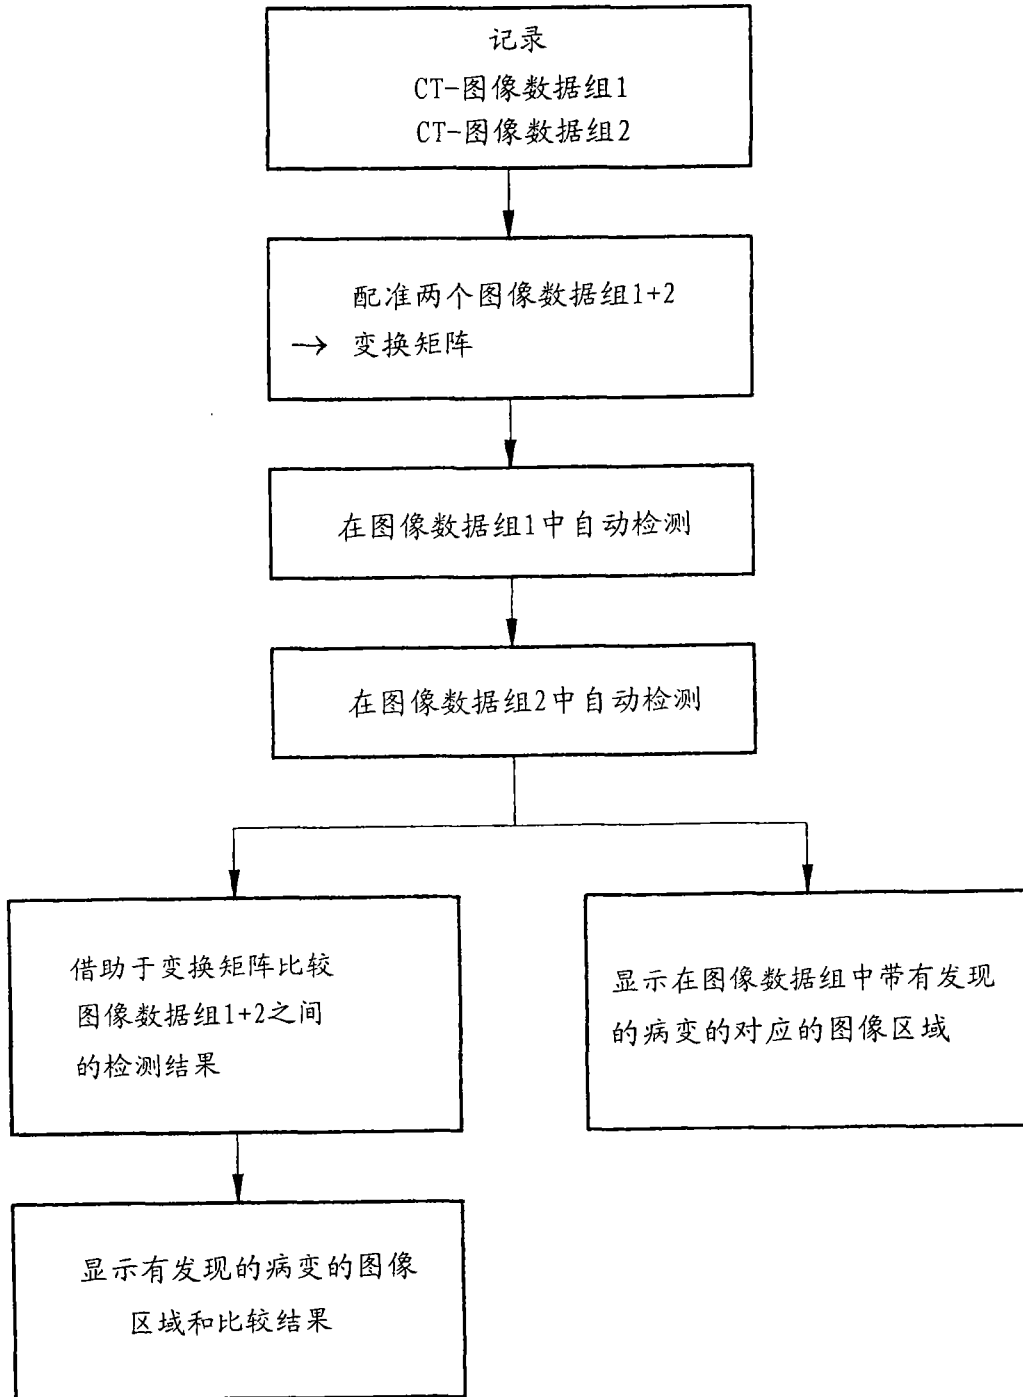 记录
CT-图像数据组1
CT-图像数据组2
配准两个图像数据组1+2
→ 变换矩阵
在图像数据组1中自动检测
在图像数据组2中自动检测
借助于变换矩阵比较
图像数据组1+2之间
的检测结果
显示在图像数据组中带有发现
的病变的对应的图像区域
显示有发现的病变的图像
区域和比较结果